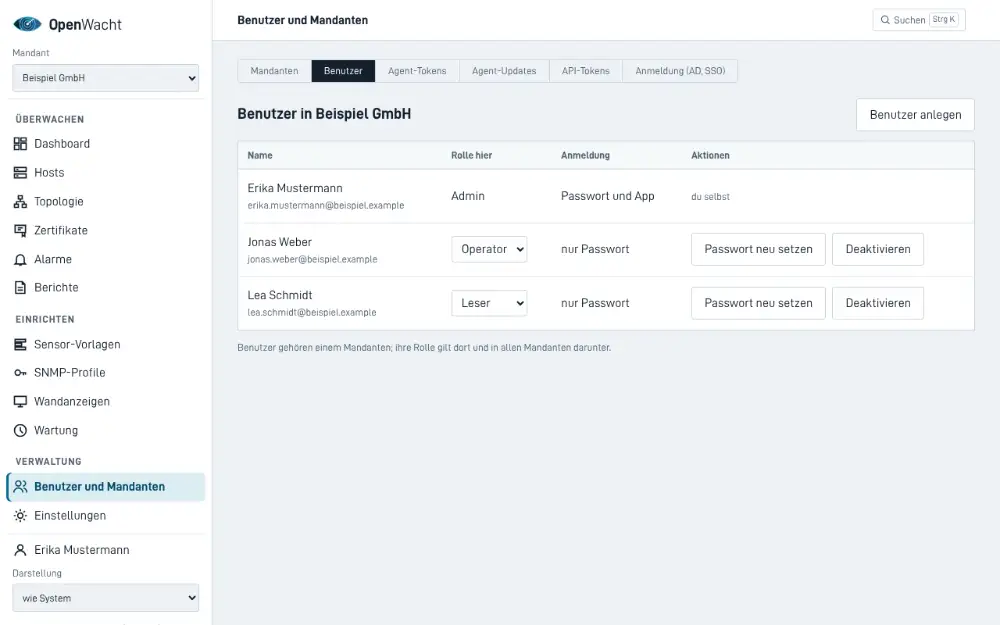 OpenWacht
Mandant
Beispiel GmbH
ÜBERWACHEN
Dashboard
Hosts
Topologie
Zertifikate
Alarme
Berichte
EINRICHTEN
Sensor-Vorlagen
SNMP-Profile
Wandanzeigen
Wartung
VERWALTUNG
Benutzer und Mandanten
Einstellungen
Erika Mustermann
Darstellung
wie System
Benutzer und Mandanten
Suchen Strg K
Mandanten Benutzer Agent-Tokens Agent-Updates API-Tokens Anmeldung (AD, SSO)
Benutzer in Beispiel GmbH
Benutzer anlegen
Name Rolle hier Anmeldung Aktionen
Erika Mustermann
erika.mustermann@beispiel.example
Admin Passwort und App du selbst
Jonas Weber
jonas.weber@beispiel.example
Operator nur Passwort Passwort neu setzen Deaktivieren
Lea Schmidt
lea.schmidt@beispiel.example
Leser nur Passwort Passwort neu setzen Deaktivieren
Benutzer gehören einem Mandanten; ihre Rolle gilt dort und in allen Mandanten darunter.